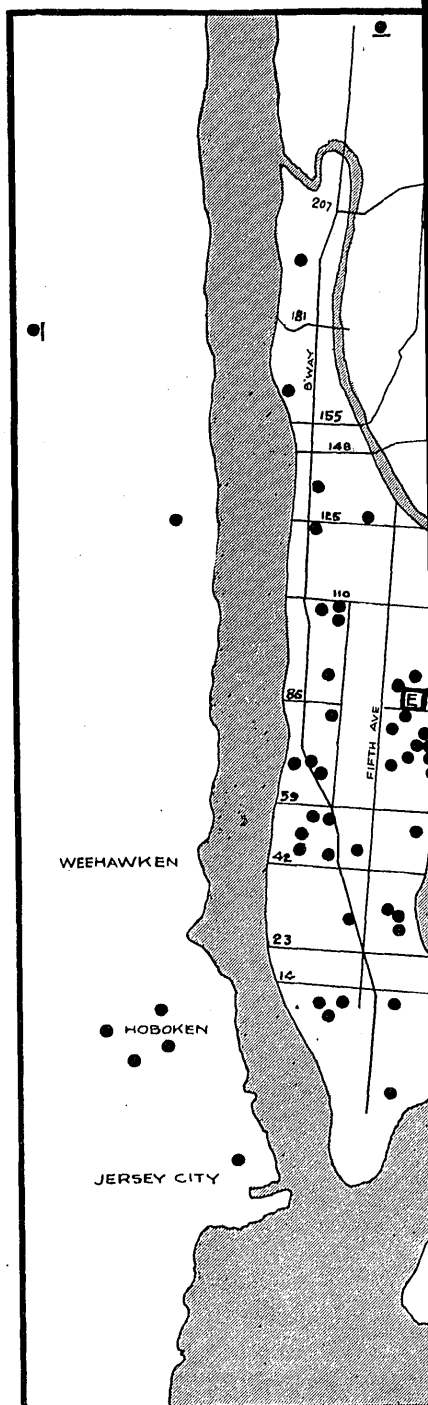 207
181
B'WAY
155
148
125
110
86
E
FIFTH AVE
59
WEEHAWKEN
42
23
14
HOBOKEN
JERSEY CITY